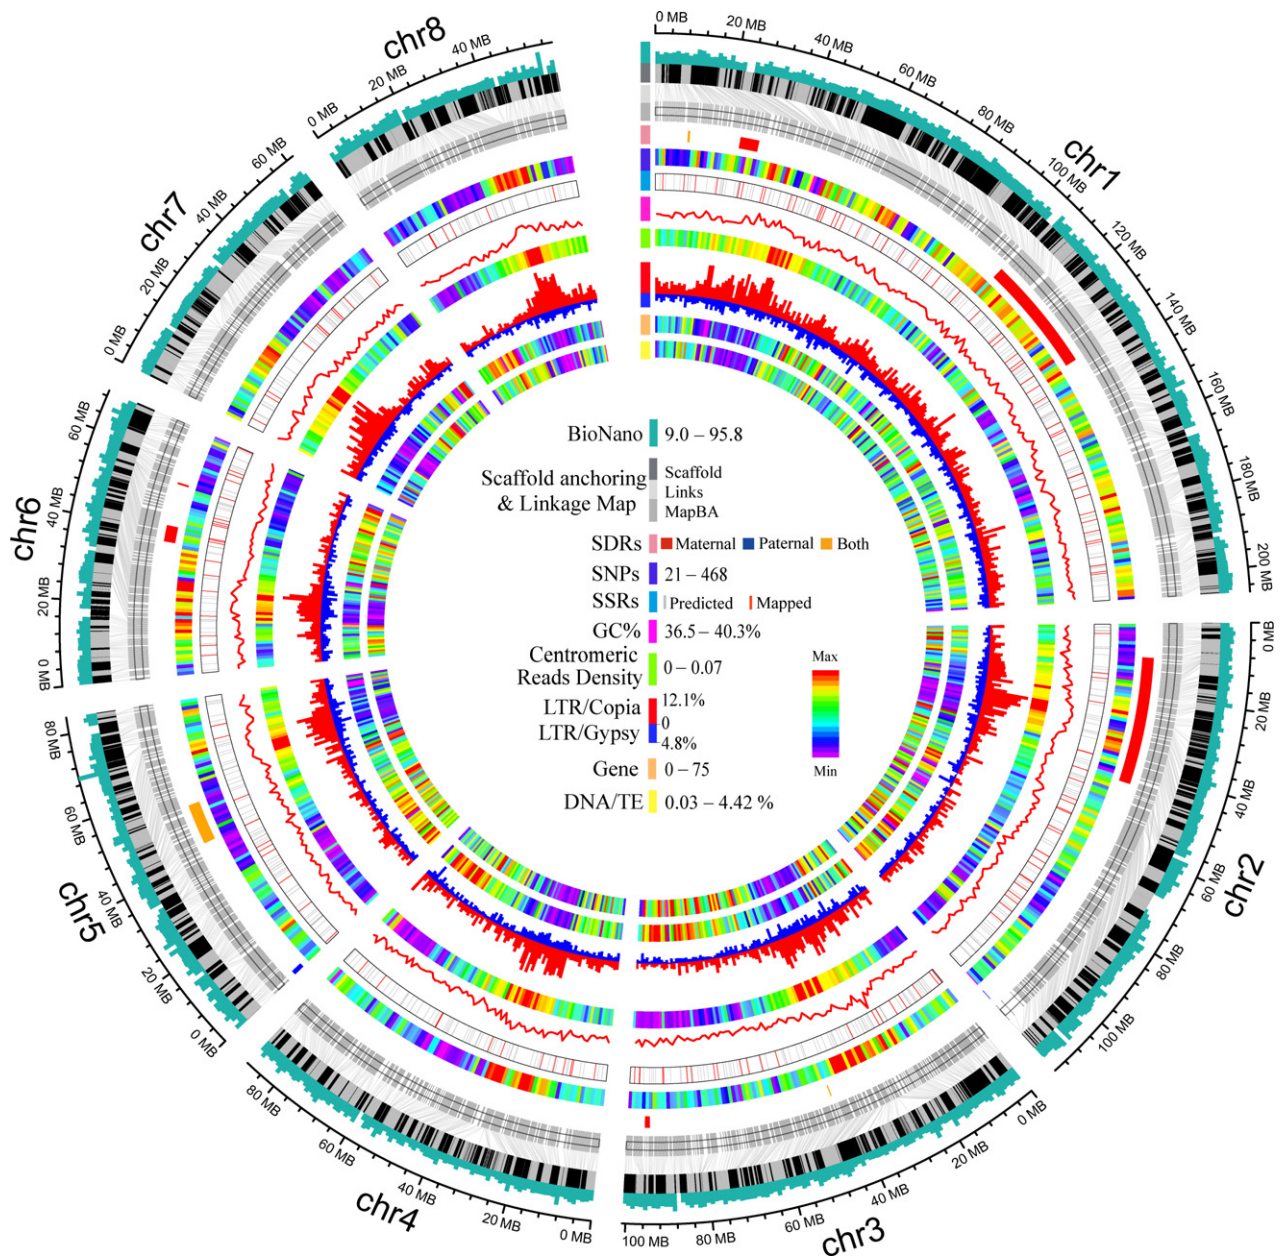 chr1
0 MB
20 MB
40 MB
60 MB
80 MB
100 MB
120 MB
140 MB
160 MB
180 MB
200 MB
chr2
0 MB
20 MB
40 MB
60 MB
80 MB
100 MB
chr3
0 MB
20 MB
40 MB
60 MB
80 MB
100 MB
chr4
0 MB
20 MB
40 MB
60 MB
80 MB
chr5
0 MB
20 MB
40 MB
60 MB
80 MB
chr6
0 MB
20 MB
40 MB
60 MB
chr7
0 MB
20 MB
40 MB
60 MB
chr8
0 MB
20 MB
40 MB
BioNano 9.0 – 95.8
Scaffold anchoring
& Linkage Map
Scaffold
Links
MapBA
SDRs Maternal Paternal Both
SNPs 21 – 468
SSRs Predicted Mapped
GC% 36.5 – 40.3%
Centromeric
Reads Density 0 – 0.07
LTR/Copia 12.1%
0
LTR/Gypsy 4.8%
Gene 0 – 75
DNA/TE 0.03 – 4.42 %
Max
Min